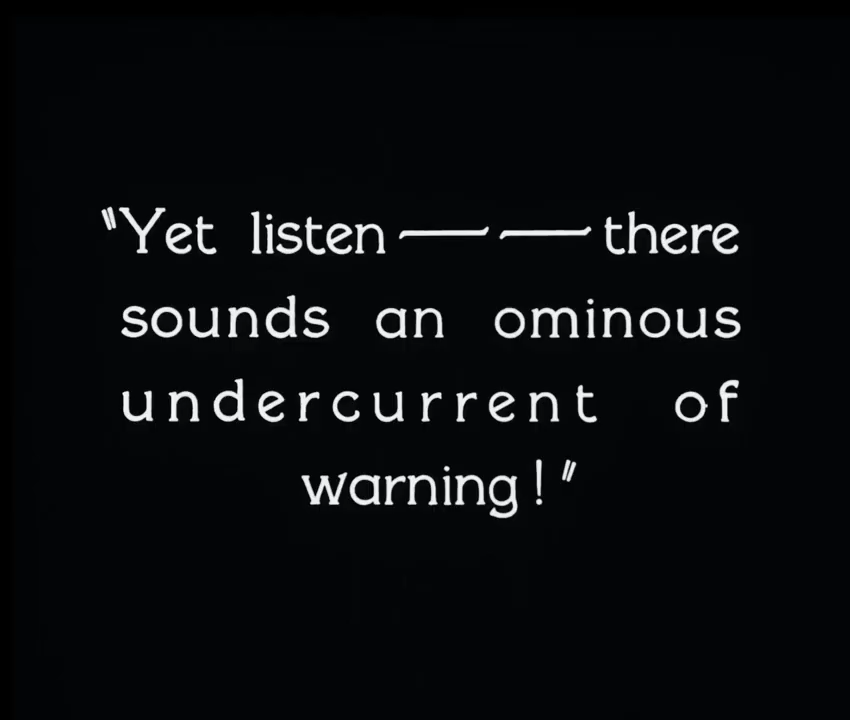 "Yet listen — — there
sounds an ominous
undercurrent of
warning!"